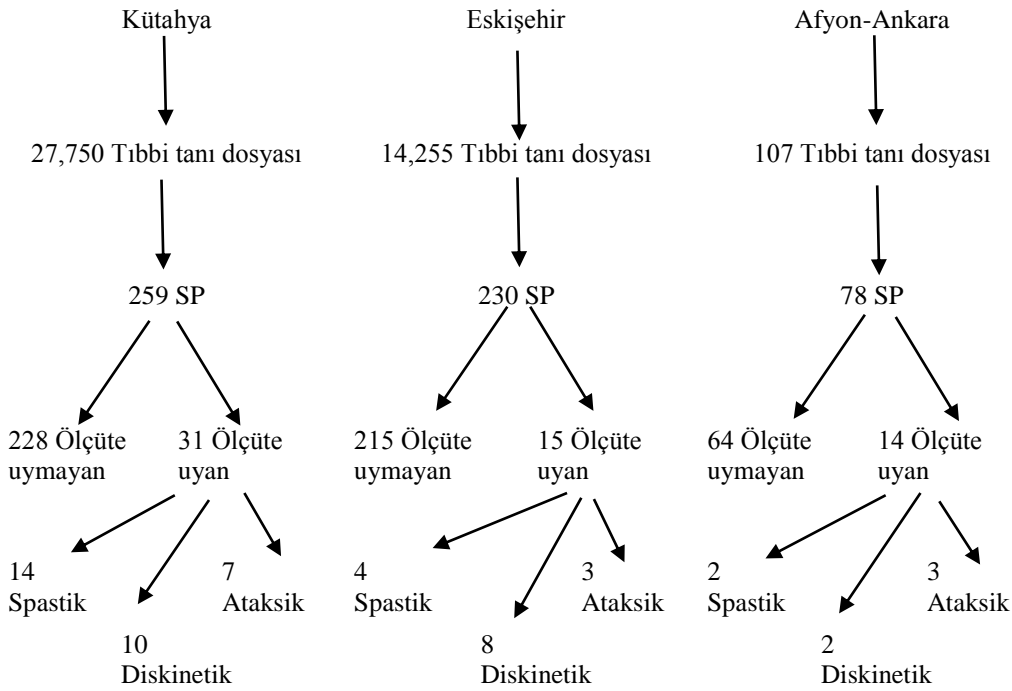 Kütahya
Eskişehir
Afyon-Ankara
27,750 Tıbbi tanı dosyası
14,255 Tıbbi tanı dosyası
107 Tıbbi tanı dosyası
259 SP
230 SP
78 SP
228 Ölçüte
uymayan
31 Ölçüte
uyan
215 Ölçüte
uymayan
15 Ölçüte
uyan
64 Ölçüte
uymayan
14 Ölçüte
uyan
14
Spastik
7
Ataksik
4
Spastik
3
Ataksik
2
Spastik
3
Ataksik
10
Diskinetik
8
Diskinetik
2
Diskinetik